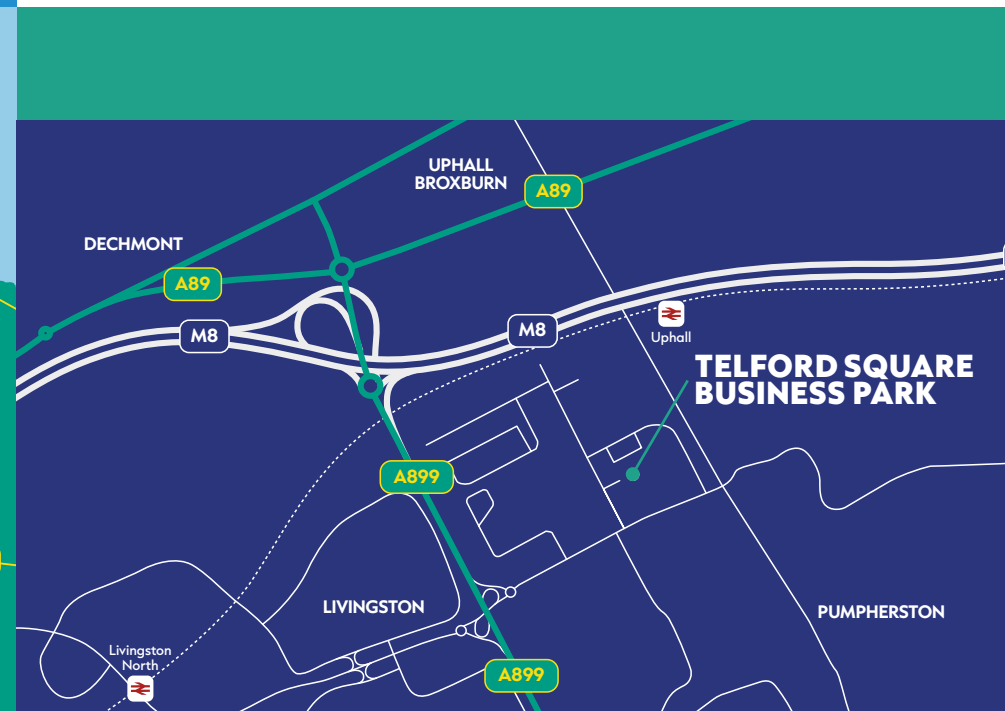 UPHALL
BROXBURN
A89
DECHMONT
A89
M8
M8
Uphall
TELFORD SQUARE
BUSINESS PARK
A899
LIVINGSTON
PUMPHERSTON
Livingston
North
A899